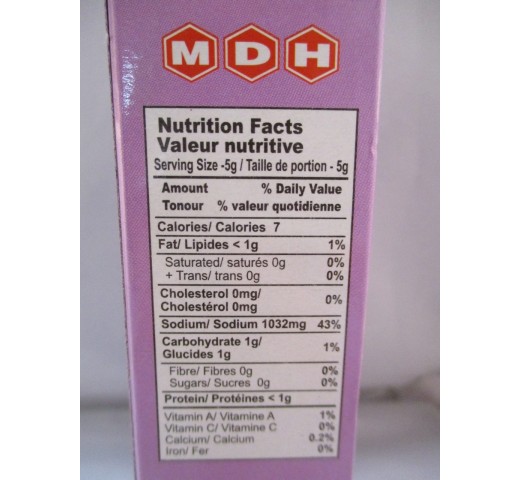 MDH
Nutrition Facts
Valeur nutritive
Serving Size -5g / Taille de portion - 5g
Amount % Daily Value
Tonour % valeur quotidienne
Calories/ Calories 7
Fat/ Lipides < 1g 1%
Saturated/ saturés 0g 0%
+ Trans/ trans 0g 0%
Cholesterol 0mg/
Cholestérol 0mg 0%
Sodium/ Sodium 1032mg 43%
Carbohydrate 1g/
Glucides 1g 1%
Fibre/ Fibres 0g 0%
Sugars/ Sucres 0g 0%
Protein/ Protéines < 1g
Vitamin A/ Vitamine A 1%
Vitamin C/ Vitamine C 0%
Calcium/ Calcium 0.2%
Iron/ Fer 0%